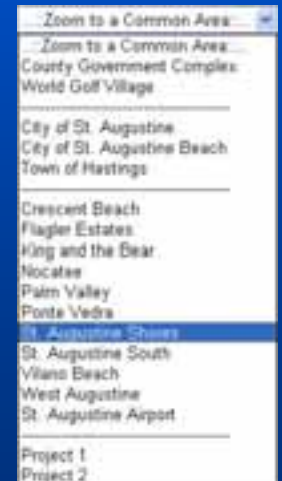 Zoom to a Common Area
Zoom to a Common Area
County Government Complex
World Golf Village
City of St. Augustine
City of St. Augustine Beach
Town of Hastings
Crescent Beach
Flagler Estates
King and the Bear
Nocatee
Palm Valley
Ponte Vedra
St. Augustine Shores
St. Augustine South
Vilano Beach
West Augustine
St. Augustine Airport
Project 1
Project 2